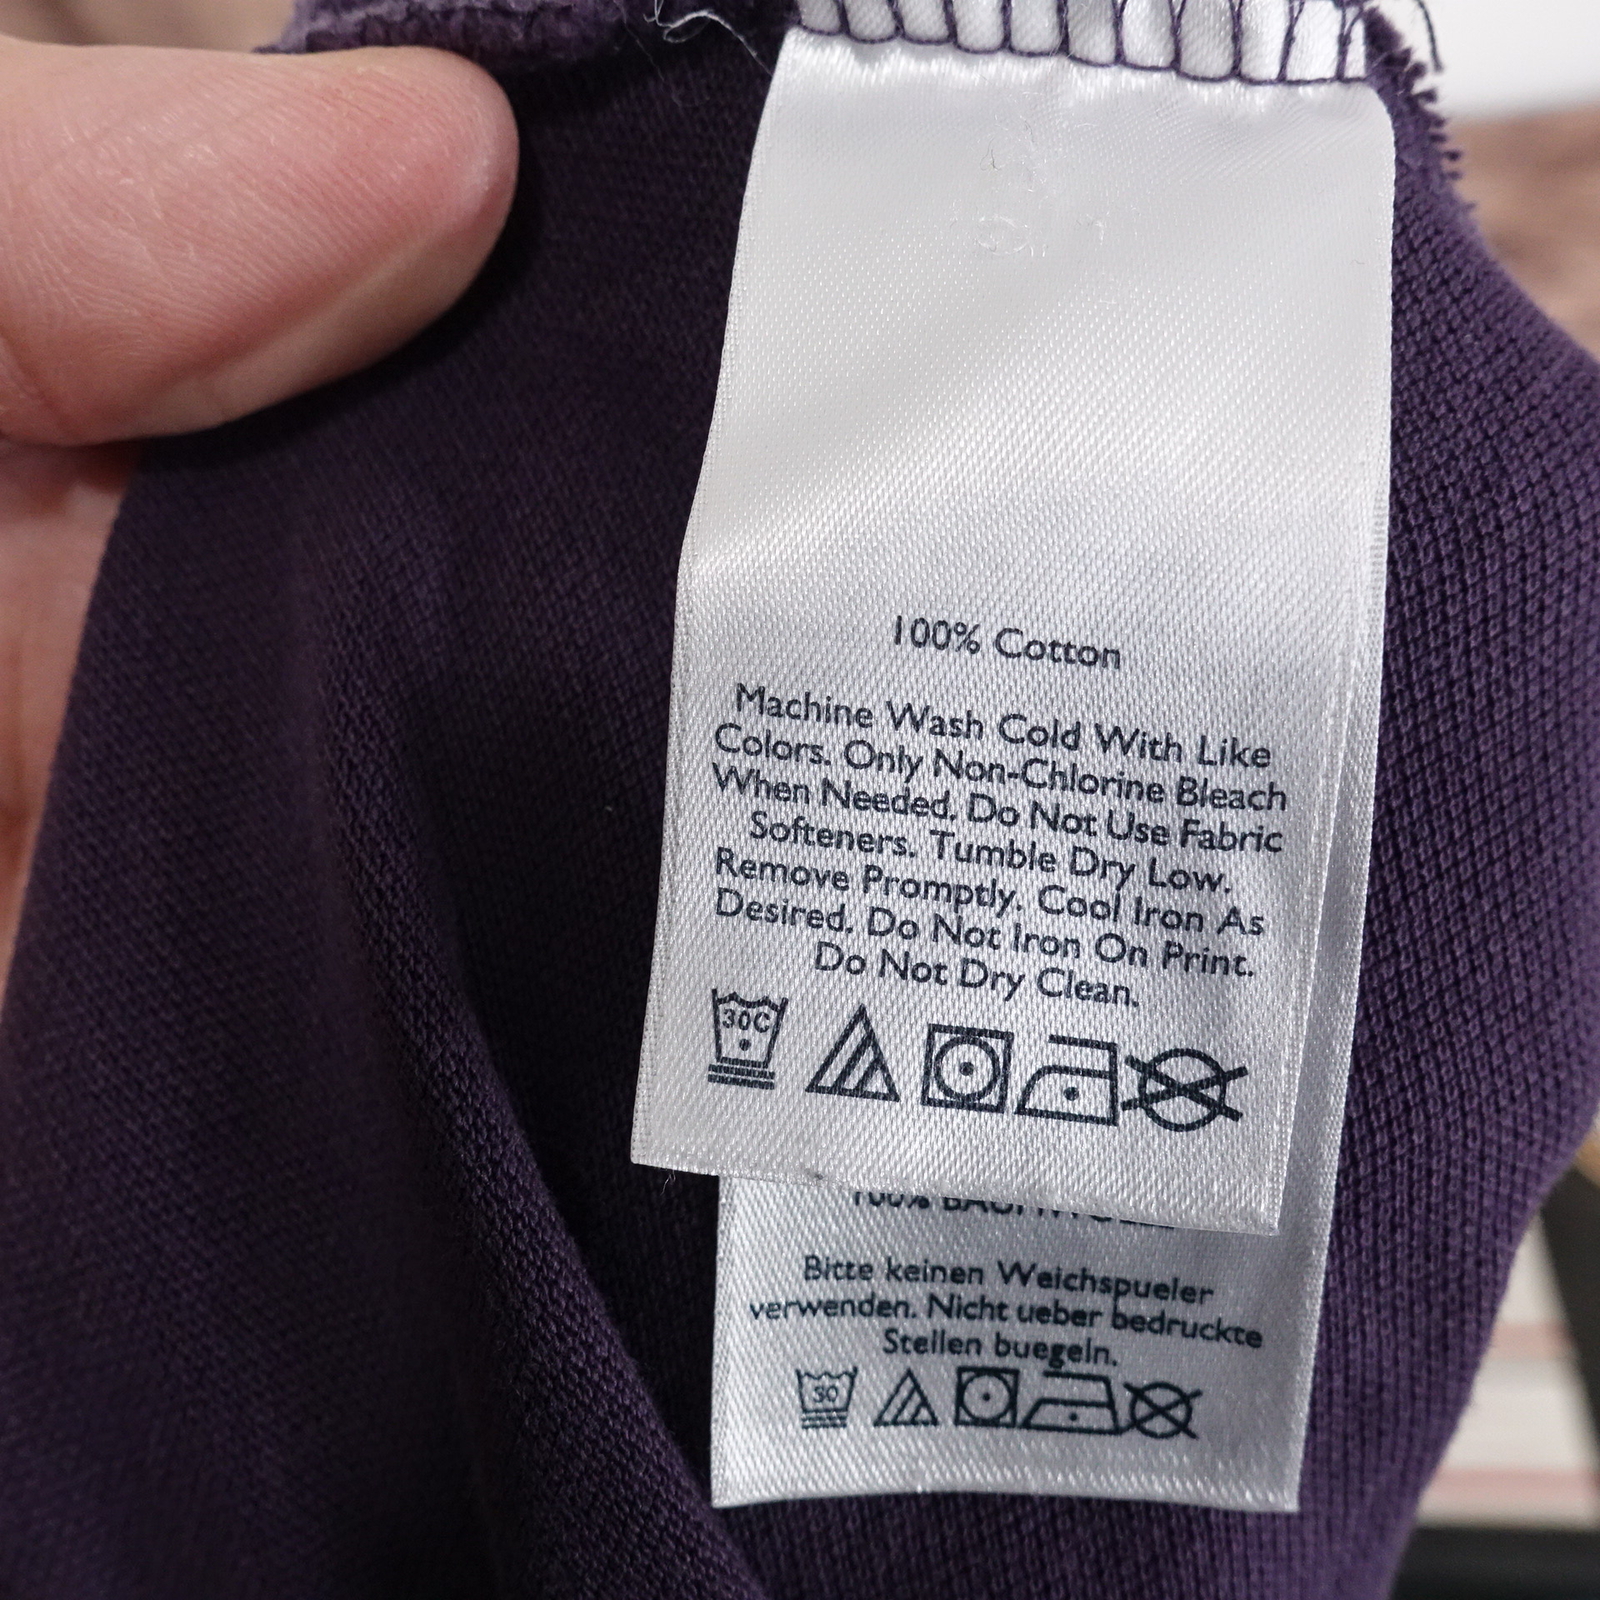 100% Cotton
Machine Wash Cold With Like
Colors. Only Non-Chlorine Bleach
When Needed. Do Not Use Fabric
Softeners. Tumble Dry Low.
Remove Promptly. Cool Iron As
Desired. Do Not Iron On Print.
Do Not Dry Clean.
30C
100%
Bitte keinen Weichspueler
verwenden. Nicht ueber bedruckte
Stellen buegeln.
30